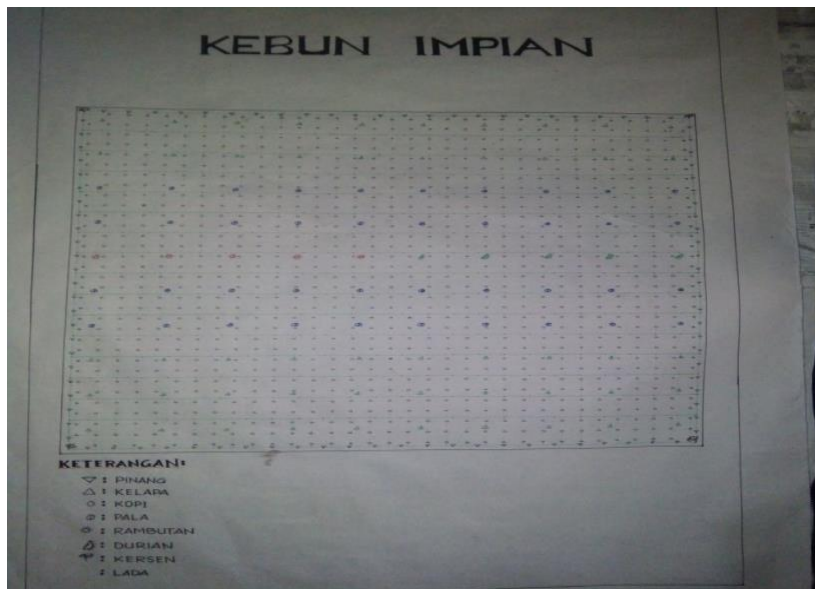 KEBUN IMPIAN
KETERANGAN:
: PINANG
: KELAPA
: KOPI
: PALA
: RAMBUTAN
: DURIAN
: KERSEN
: LADA